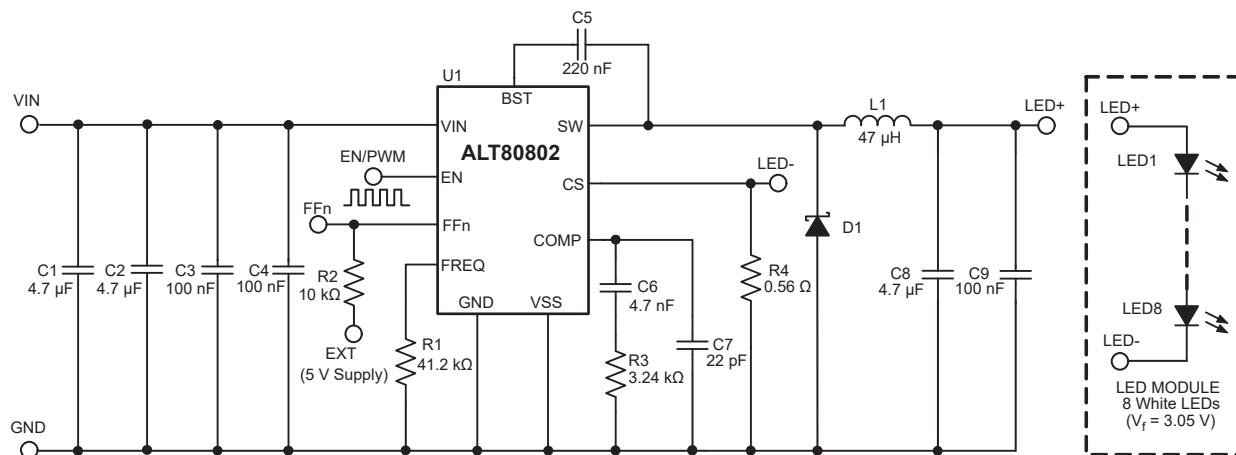 C5
220 nF
U1
BST
VIN
VIN
SW
L1
47 µH
LED+
ALT80802
EN/PWM
EN
CS
LED-
FFn
FFn
COMP
D1
FREQ
C1
4.7 µF
C2
4.7 µF
C3
100 nF
C4
100 nF
R2
10 kΩ
EXT
(5 V Supply)
R1
41.2 kΩ
GND
VSS
C6
4.7 nF
R3
3.24 kΩ
C7
22 pF
R4
0.56 Ω
C8
4.7 µF
C9
100 nF
GND
LED+
LED1
LED8
LED-
LED MODULE
8 White LEDs
(Vf = 3.05 V)